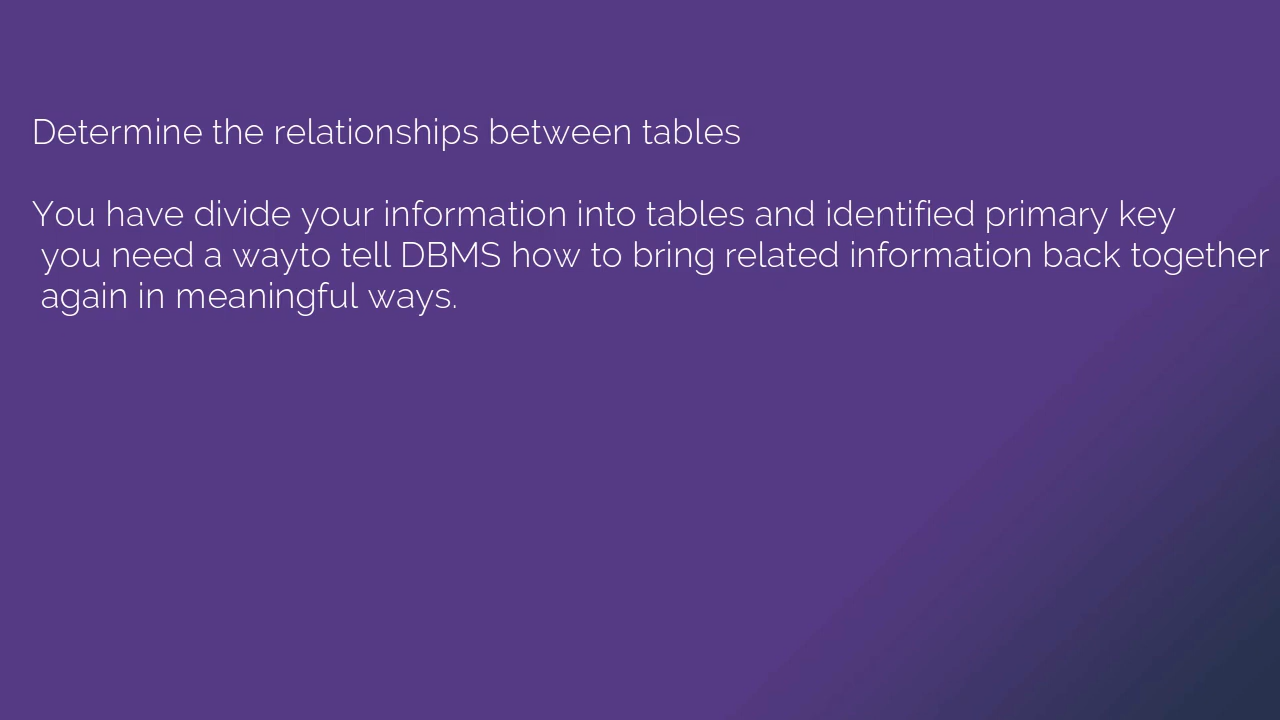 Determine the relationships between tables
You have divide your information into tables and identified primary key
you need a wayto tell DBMS how to bring related information back together
again in meaningful ways.